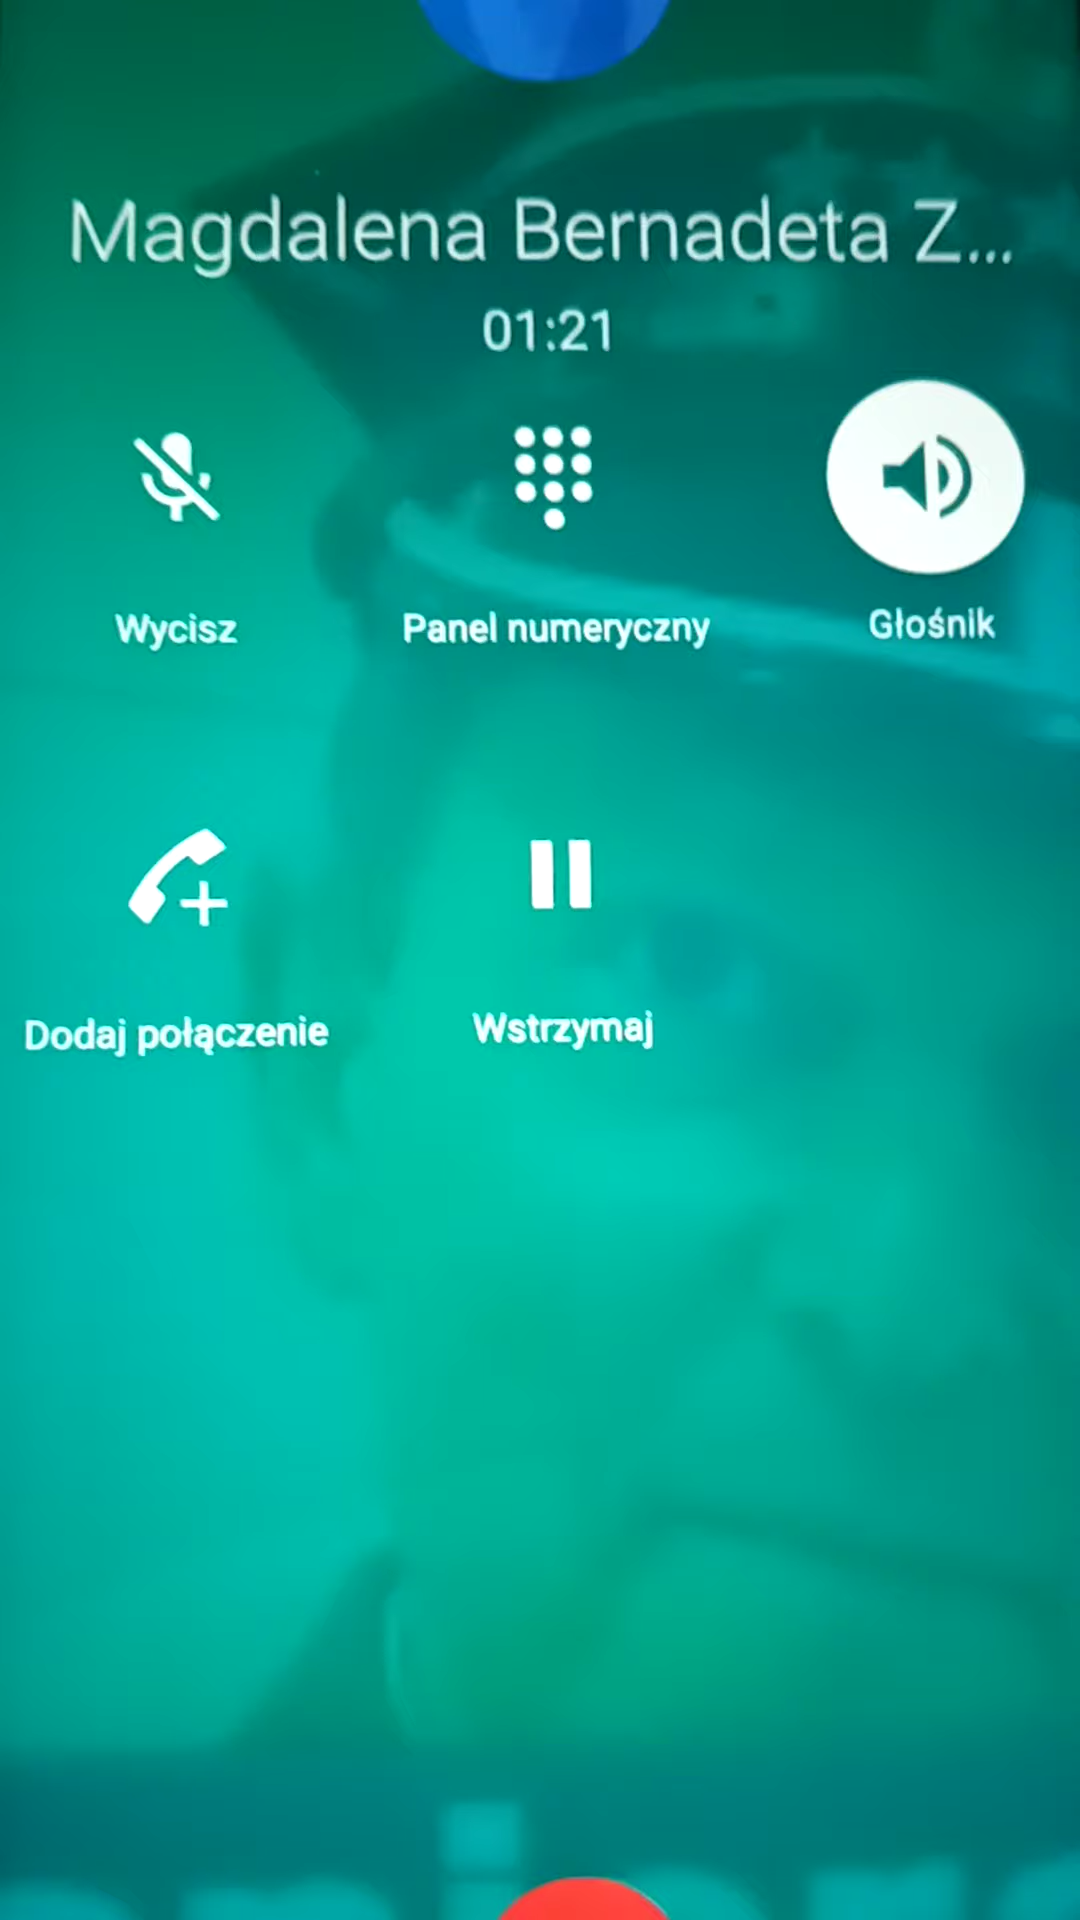 Magdalena Bernadeta Z...
01:21
Wycisz
Panel numeryczny
Głośnik
Dodaj połączenie
Wstrzymaj